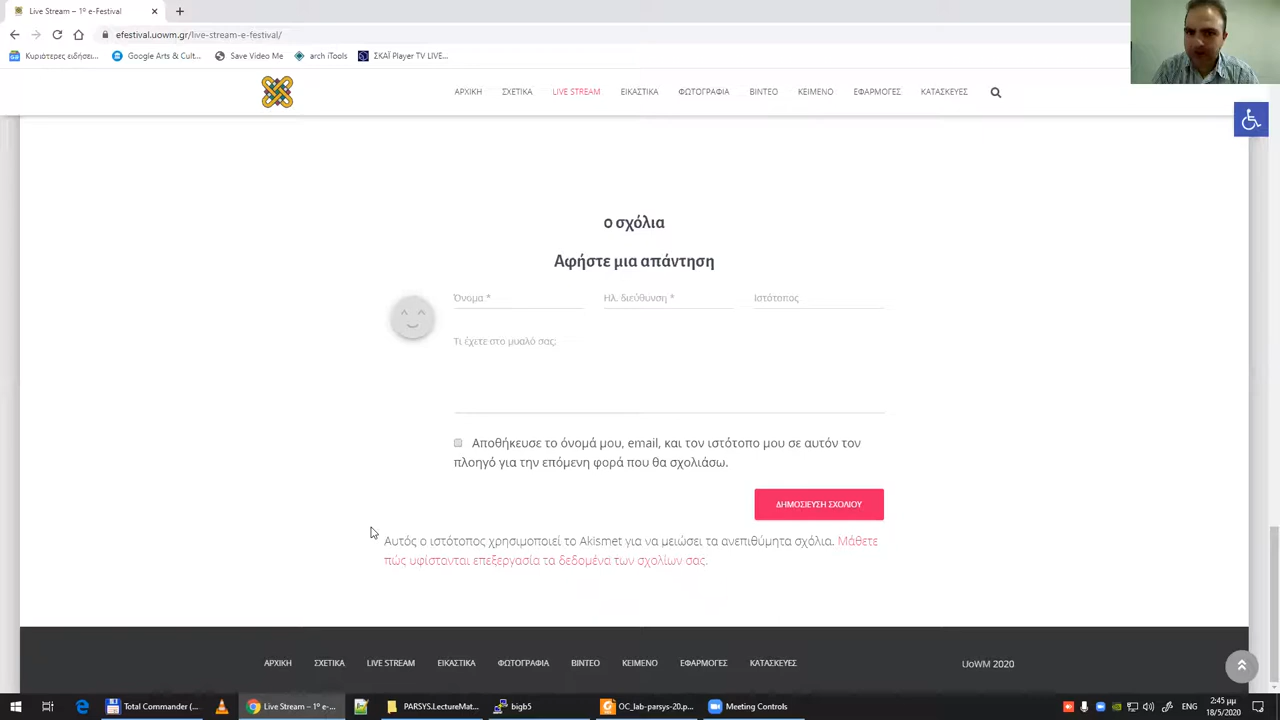 Live Stream – 1º e-Festival
efestival.uowm.gr/live-stream-e-festival/
Κυριότερες ειδήσει...
Google Arts & Cult...
Save Video Me
arch iTools
ΣΚΑΪ Player TV LIVE...
ΑΡΧΙΚΗ
ΣΧΕΤΙΚΑ
LIVE STREAM
ΕΙΚΑΣΤΙΚΑ
ΦΩΤΟΓΡΑΦΙΑ
ΒΙΝΤΕΟ
ΚΕΙΜΕΝΟ
ΕΦΑΡΜΟΓΕΣ
ΚΑΤΑΣΚΕΥΕΣ
0 σχόλια
Αφήστε μια απάντηση
Όνομα *
Ηλ. διεύθυνση *
Ιστότοπος
Τι έχετε στο μυαλό σας;
Αποθήκευσε το όνομά μου, email, και τον ιστότοπο μου σε αυτόν τον
πλοηγό για την επόμενη φορά που θα σχολιάσω.
ΔΗΜΟΣΙΕΥΣΗ ΣΧΟΛΙΟΥ
Αυτός ο ιστότοπος χρησιμοποιεί το Akismet για να μειώσει τα ανεπιθύμητα σχόλια. Μάθετε
πώς υφίστανται επεξεργασία τα δεδομένα των σχολίων σας.
ΑΡΧΙΚΗ
ΣΧΕΤΙΚΑ
LIVE STREAM
ΕΙΚΑΣΤΙΚΑ
ΦΩΤΟΓΡΑΦΙΑ
ΒΙΝΤΕΟ
ΚΕΙΜΕΝΟ
ΕΦΑΡΜΟΓΕΣ
ΚΑΤΑΣΚΕΥΕΣ
UoWM 2020
Total Commander (...
Live Stream – 1º e-...
PARSYS.LectureMat...
big5
OC_lab-parsys-20.p...
Meeting Controls
ENG
2:45 μμ
18/5/2020